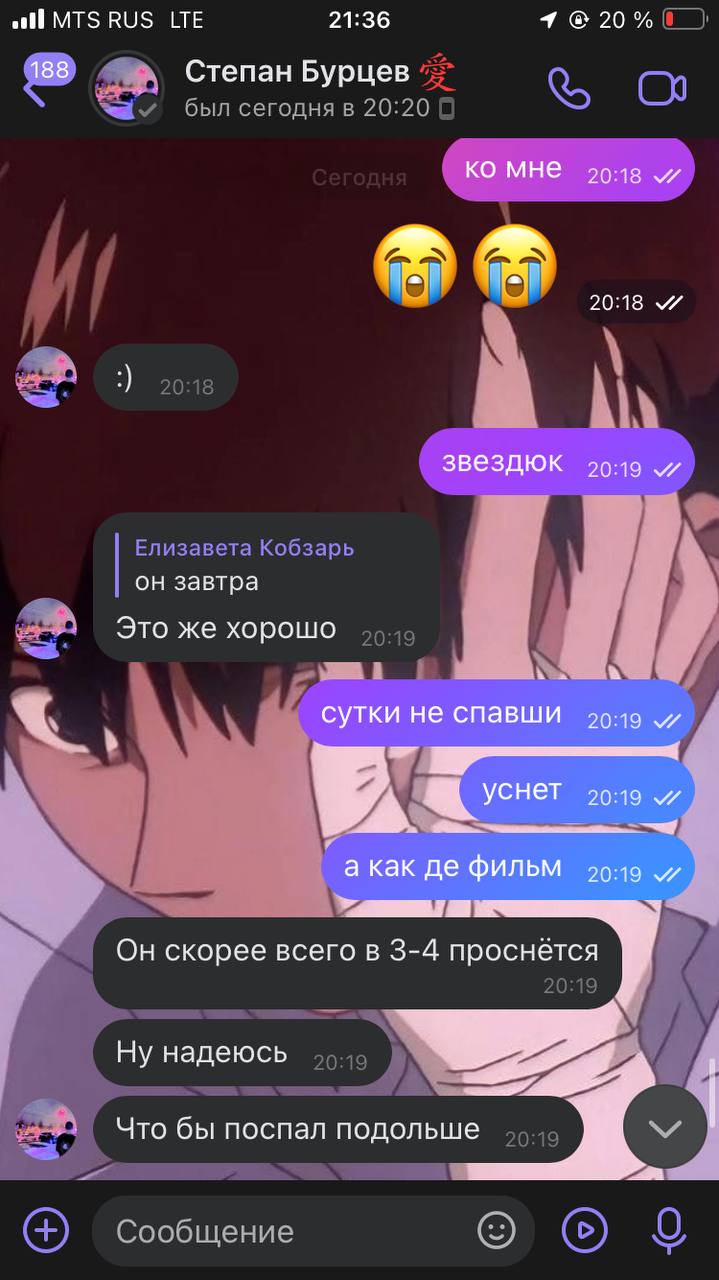 MTS RUS LTE 21:36 20 %
188
Степан Бурцев 愛
был сегодня в 20:20
Сегодня
ко мне 20:18
😭 😭 20:18
:) 20:18
звездюк 20:19
Елизавета Кобзарь
он завтра
Это же хорошо 20:19
сутки не спавши 20:19
уснет 20:19
а как де фильм 20:19
Он скорее всего в 3-4 проснётся
20:19
Ну надеюсь 20:19
Что бы поспал подольше 20:19
Сообщение